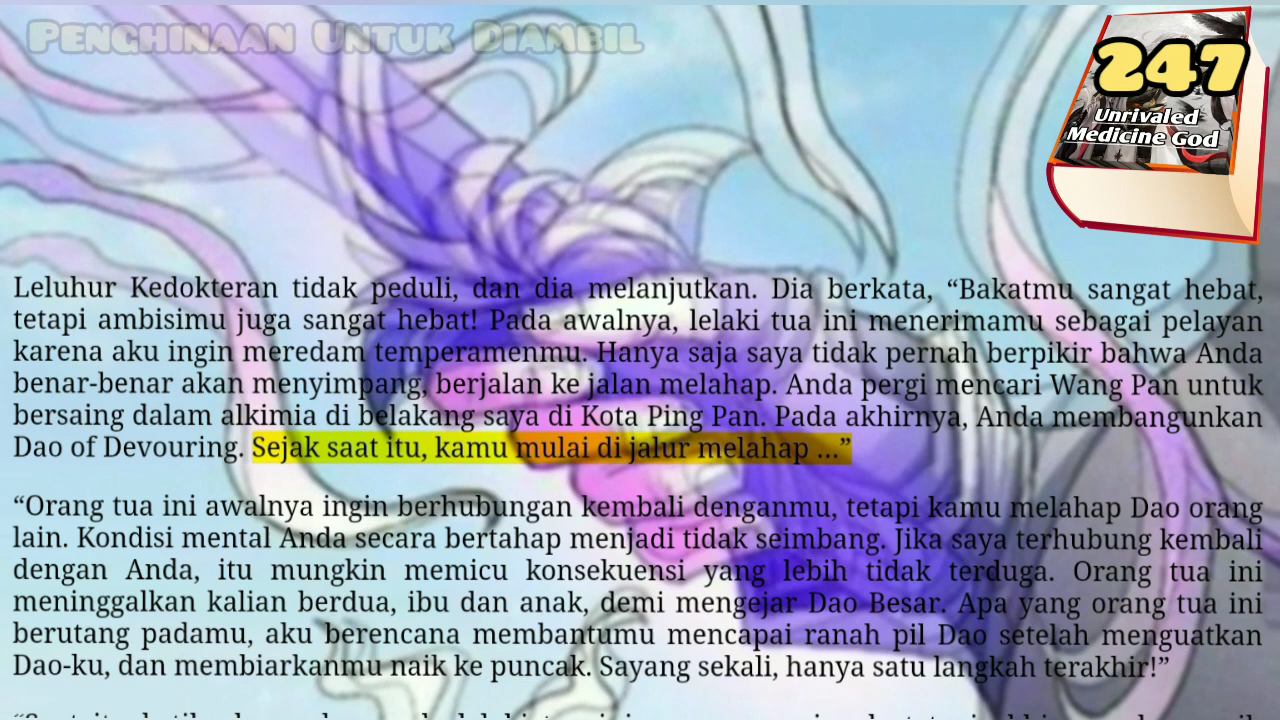 Penghinaan Untuk Diambil
247
Unrivaled
Medicine God
Leluhur Kedokteran tidak peduli, dan dia melanjutkan. Dia berkata, “Bakatmu sangat hebat,
tetapi ambisimu juga sangat hebat! Pada awalnya, lelaki tua ini menerimamu sebagai pelayan
karena aku ingin meredam temperamenmu. Hanya saja saya tidak pernah berpikir bahwa Anda
benar-benar akan menyimpang, berjalan ke jalan melahap. Anda pergi mencari Wang Pan untuk
bersaing dalam alkimia di belakang saya di Kota Ping Pan. Pada akhirnya, Anda membangunkan
Dao of Devouring. Sejak saat itu, kamu mulai di jalur melahap ...”
“Orang tua ini awalnya ingin berhubungan kembali denganmu, tetapi kamu melahap Dao orang
lain. Kondisi mental Anda secara bertahap menjadi tidak seimbang. Jika saya terhubung kembali
dengan Anda, itu mungkin memicu konsekuensi yang lebih tidak terduga. Orang tua ini
meninggalkan kalian berdua, ibu dan anak, demi mengejar Dao Besar. Apa yang orang tua ini
berutang padamu, aku berencana membantumu mencapai ranah pil Dao setelah menguatkan
Dao-ku, dan membiarkanmu naik ke puncak. Sayang sekali, hanya satu langkah terakhir!”